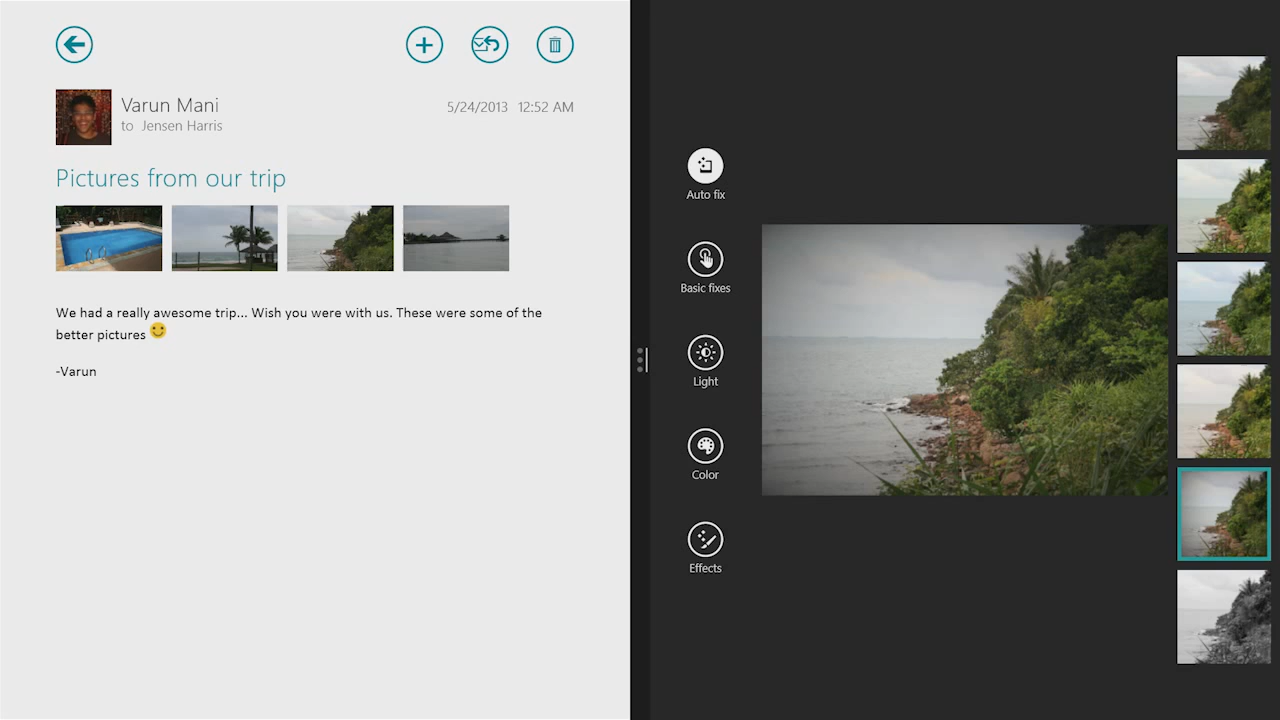 Varun Mani
5/24/2013 12:52 AM
to Jensen Harris
Pictures from our trip
We had a really awesome trip... Wish you were with us. These were some of the
better pictures
-Varun
Auto fix
Basic fixes
Light
Color
Effects